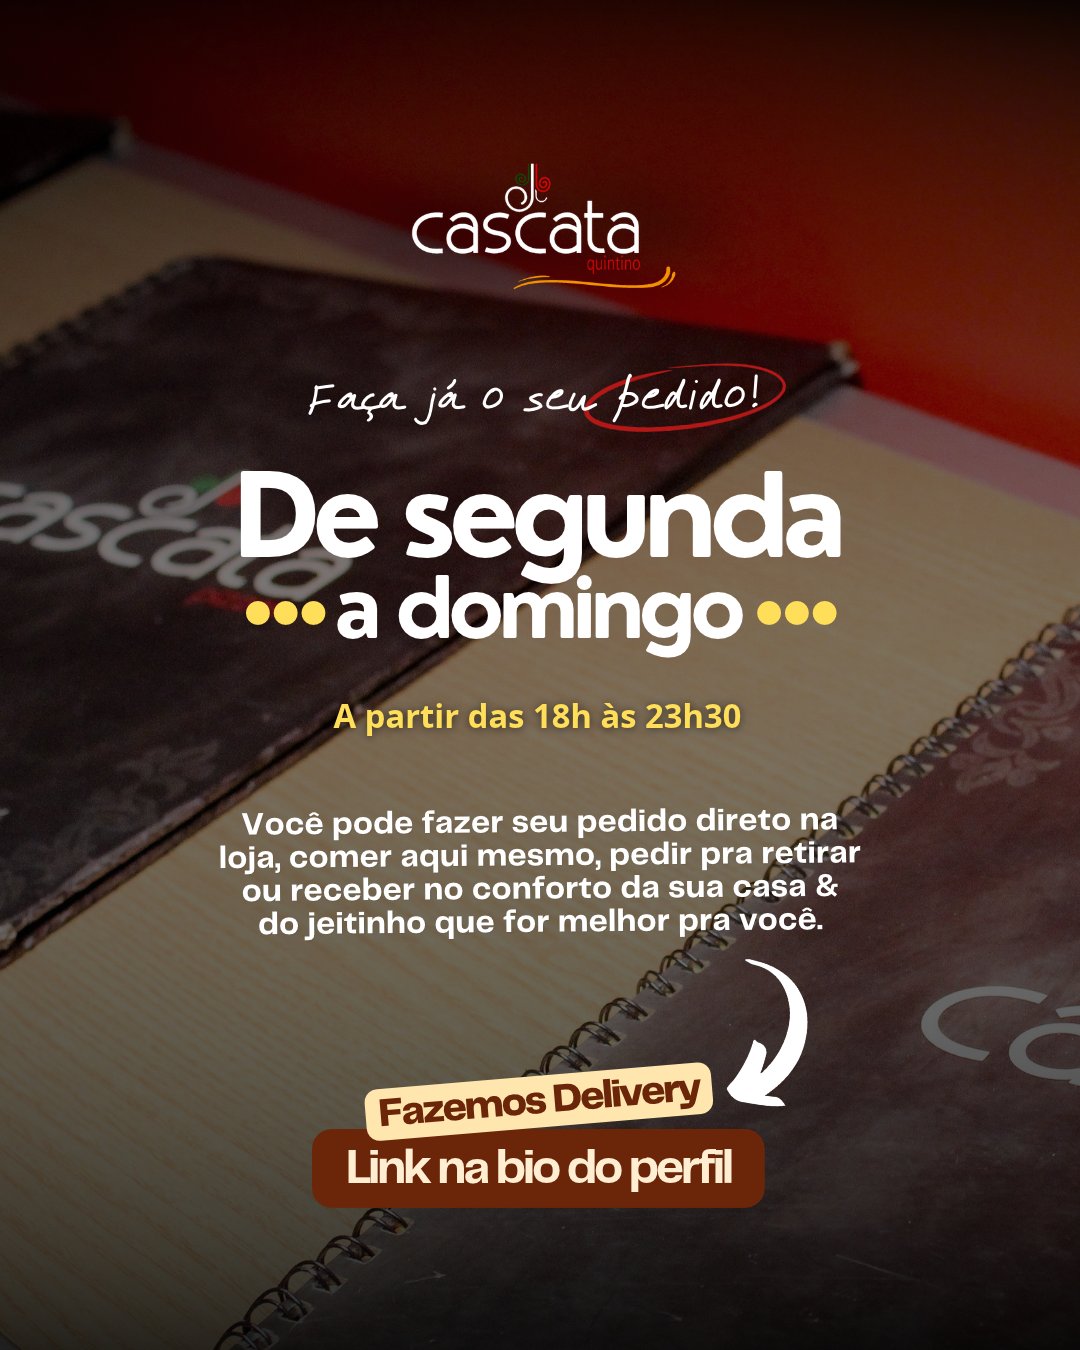 cascata
quintino
Faça já o seu pedido!
De segunda
a domingo
cascata
A partir das 18h às 23h30
Você pode fazer seu pedido direto na
loja, comer aqui mesmo, pedir pra retirar
ou receber no conforto da sua casa &
do jeitinho que for melhor pra você.
Ca
Fazemos Delivery
Link na bio do perfil